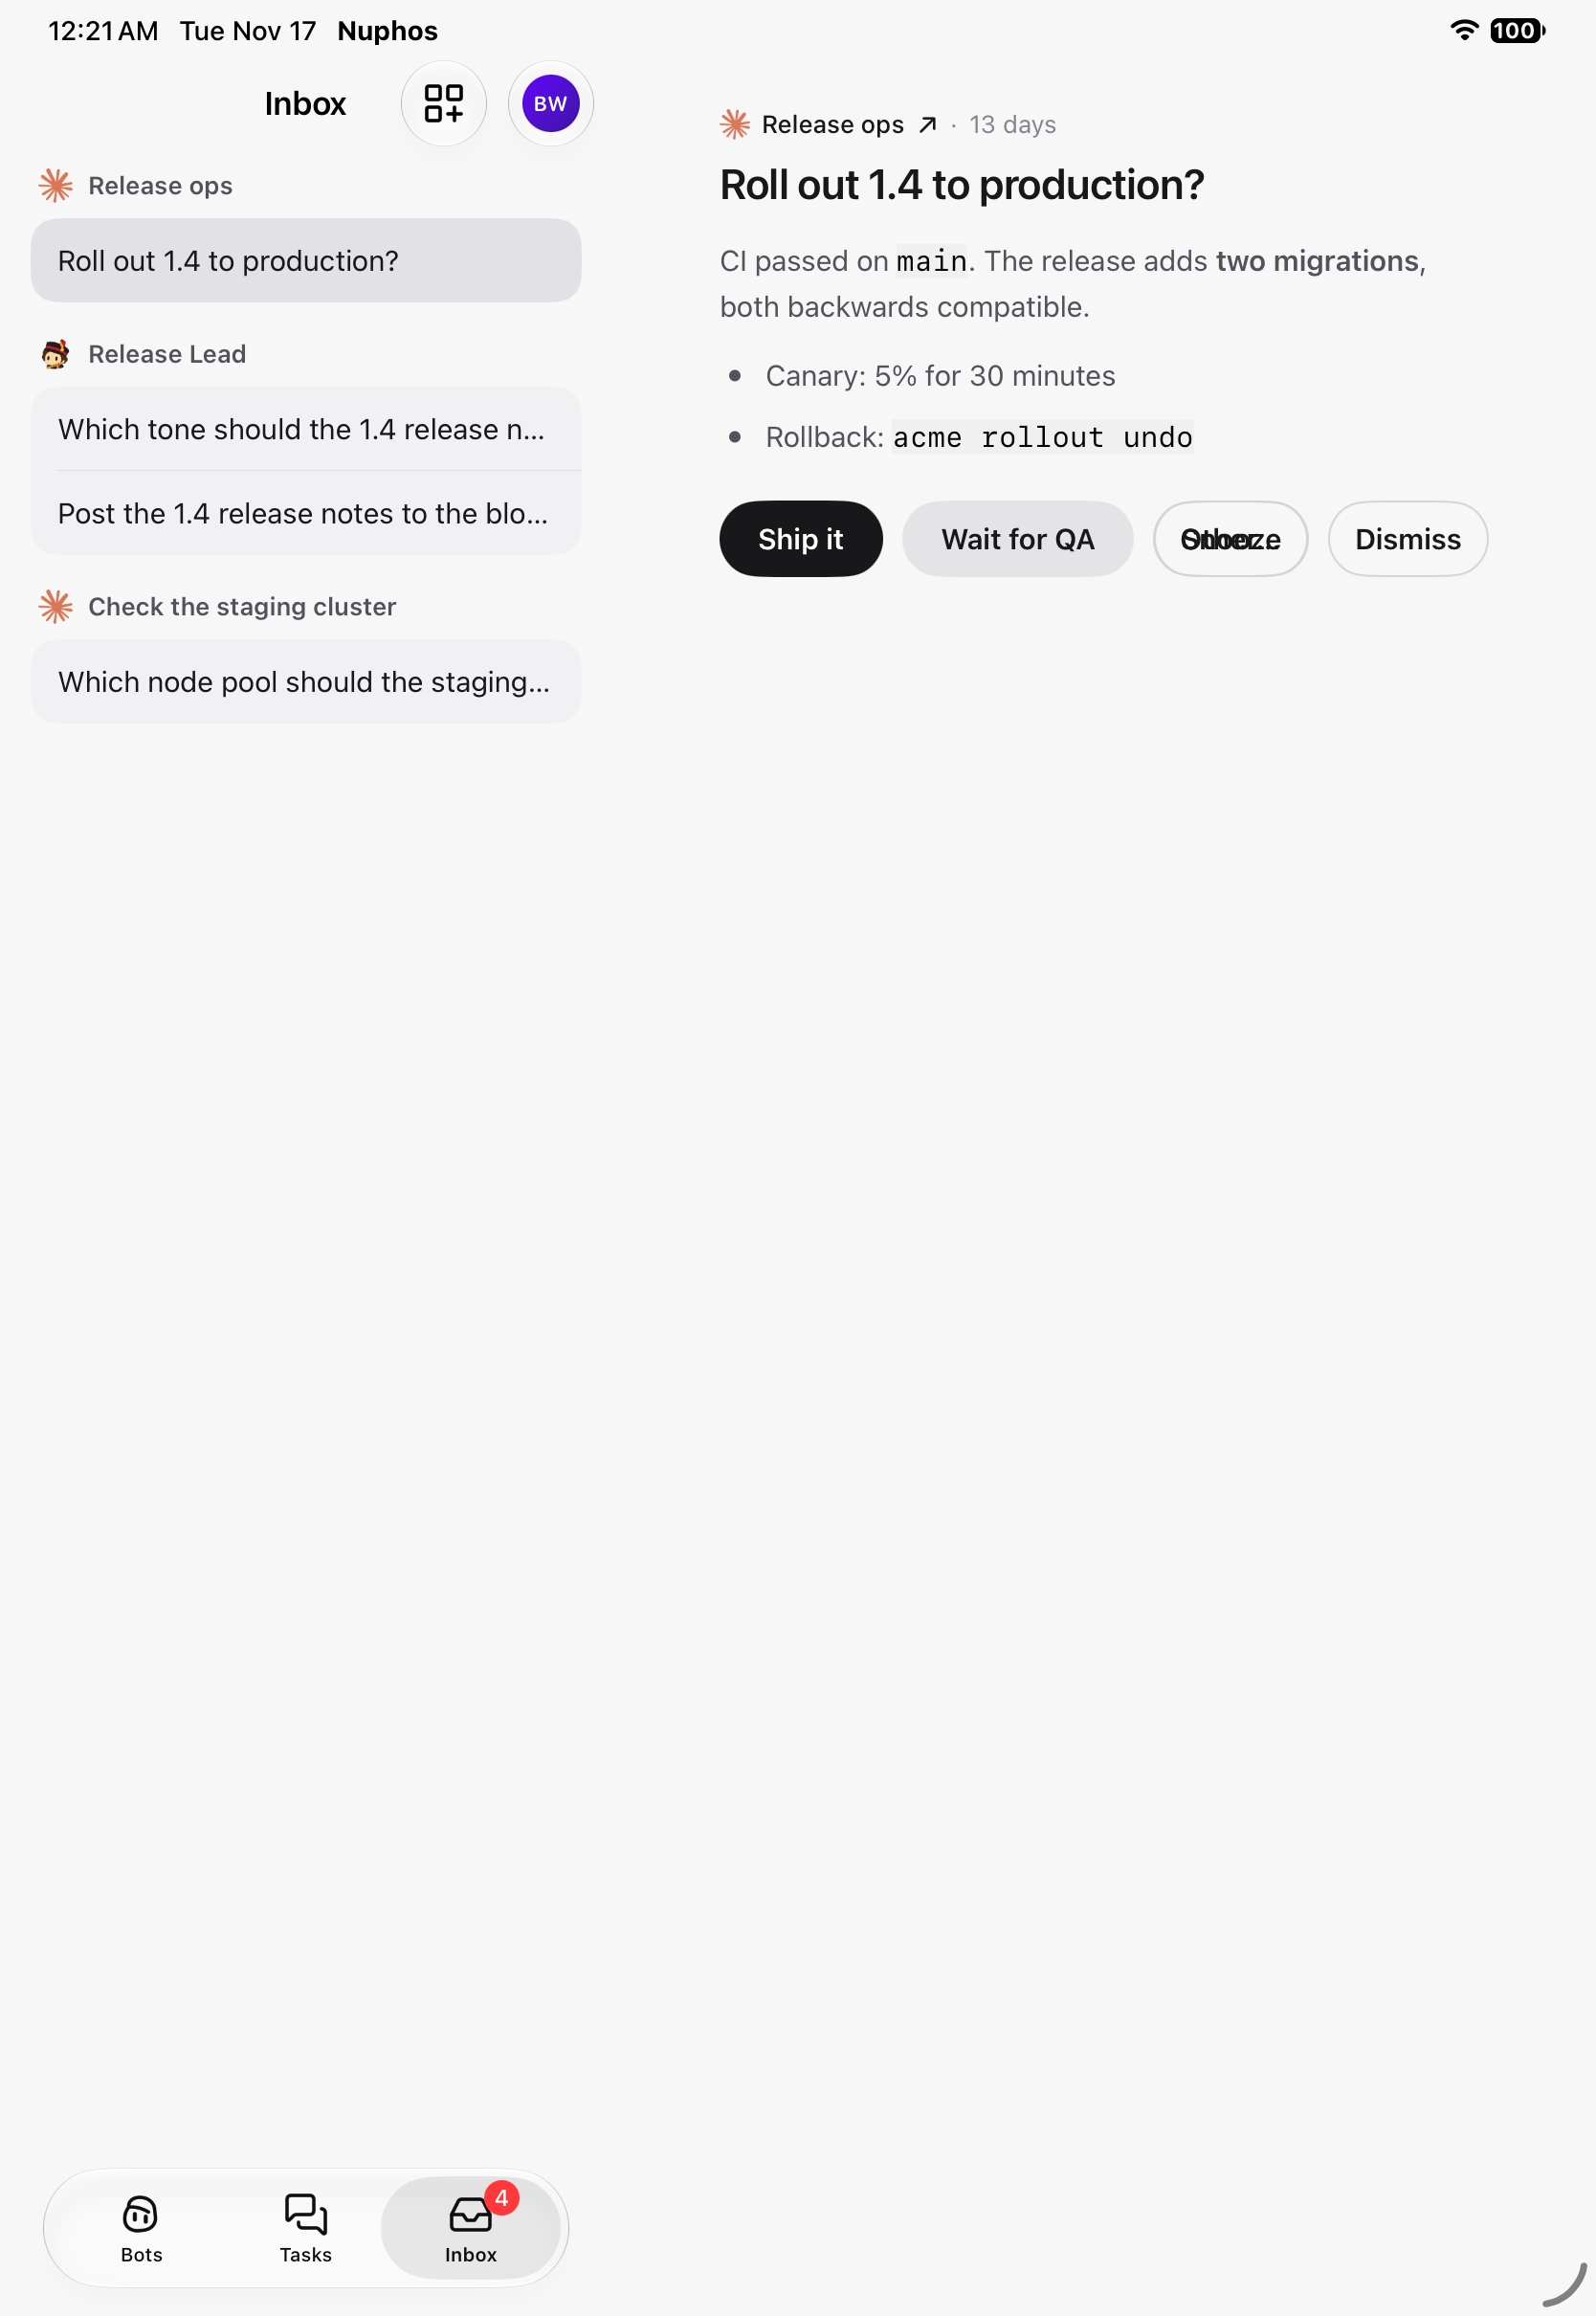 12:21 AM Tue Nov 17 Nuphos
100
Inbox
BW
Release ops
Roll out 1.4 to production?
Release Lead
Which tone should the 1.4 release n...
Post the 1.4 release notes to the blo...
Check the staging cluster
Which node pool should the staging...
Release ops · 13 days
Roll out 1.4 to production?
CI passed on main. The release adds two migrations,
both backwards compatible.
• Canary: 5% for 30 minutes
• Rollback: acme rollout undo
Ship it
Wait for QA
Dismiss
Bots
Tasks
Inbox
4